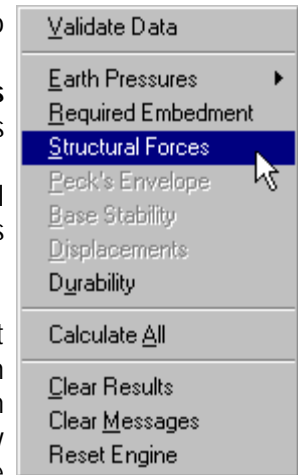 Validate Data
Earth Pressures
Required Embedment
Structural Forces
Peck's Envelope
Base Stability
Displacements
Durability
Calculate All
Clear Results
Clear Messages
Reset Engine